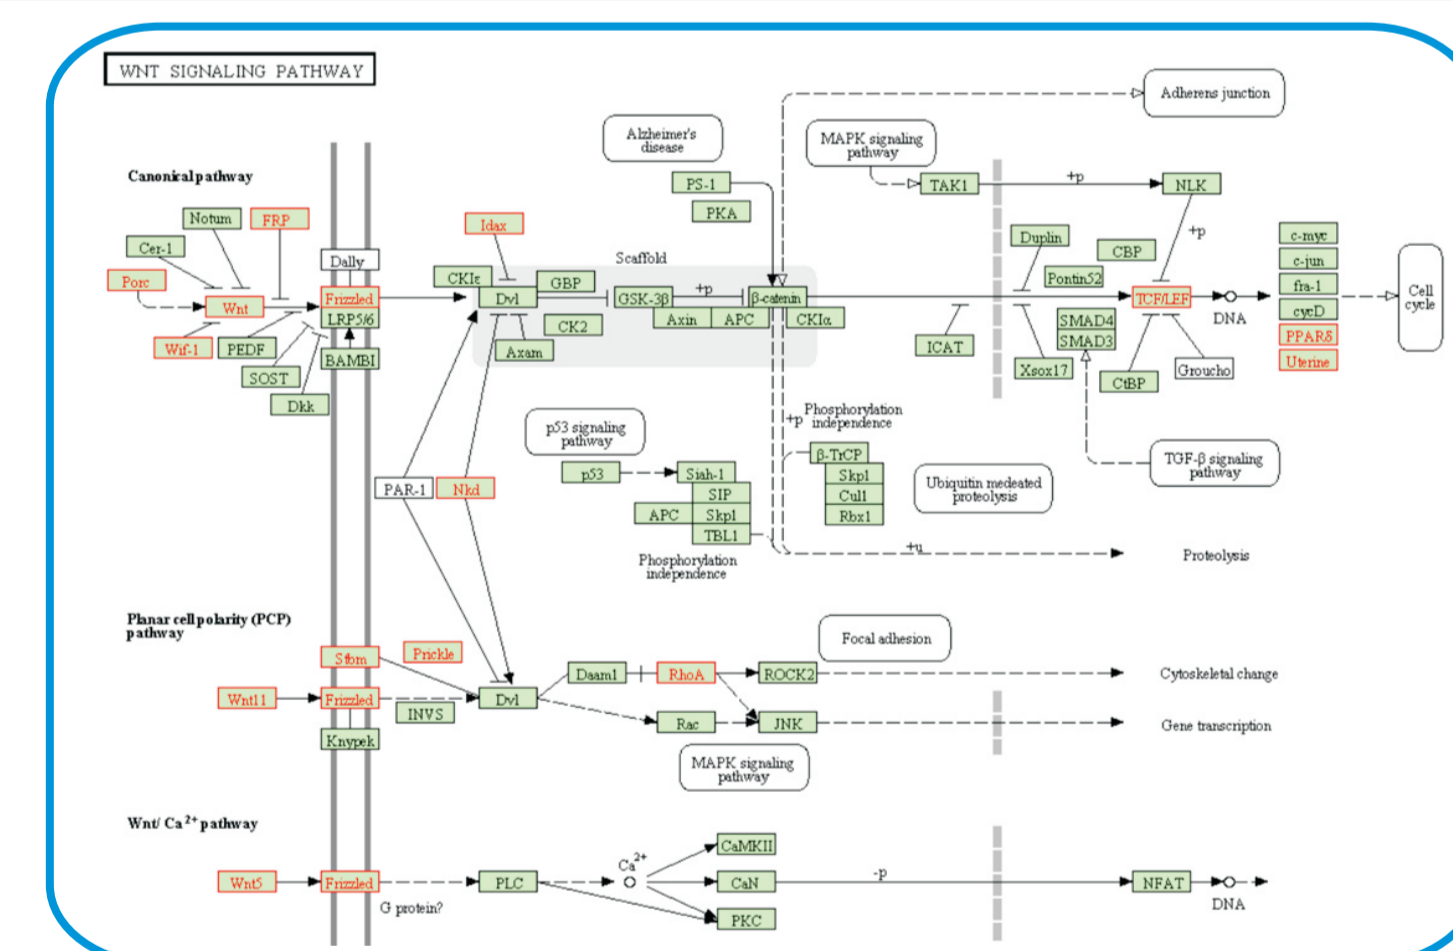 WNT SIGNALING PATHWAY
Adherens junction
Alzheimer's
disease
MAPK signaling
pathway
Canonical pathway
PS-1
TAK1
+p
NLK
PKA
Notum
FRP
Idax
Cer-1
Dally
Scaffold
Duplin
CBP
+p
c-myc
Porc
CKIε
GBP
Pontin52
c-jun
Wnt
Frizzled
Dvl
GSK-3β
+p
β-catenin
TCF/LEF
DNA
fra-1
Cell
cycle
LRP5/6
CK2
Axin
APC
CKIα
SMAD4
cycD
Wif-1
PEDF
BAMBI
Axam
ICAT
SMAD3
PPARδ
SOST
Xsox17
CtBP
Groucho
Uterine
Dkk
p53 signaling
pathway
+p
Phosphorylation
independence
β-TrCP
TGF-β signaling
pathway
p53
Siah-1
Skp1
Ubiquitin medeated
proteolysis
PAR-1
Nkd
SIP
Cul1
APC
Skp1
Rbx1
TBL1
+u
Proteolysis
Phosphorylation
independence
Planar cell polarity (PCP)
pathway
Focal adhesion
Stbm
Prickle
Daam1
RhoA
ROCK2
Cytoskeletal change
Wnt11
Frizzled
INVS
Dvl
Rac
JNK
Gene transcription
Knypek
MAPK signaling
pathway
Wnt/ Ca2+ pathway
CaMKII
Ca2+
Wnt5
Frizzled
PLC
CaN
-p
NFAT
DNA
G protein?
PKC